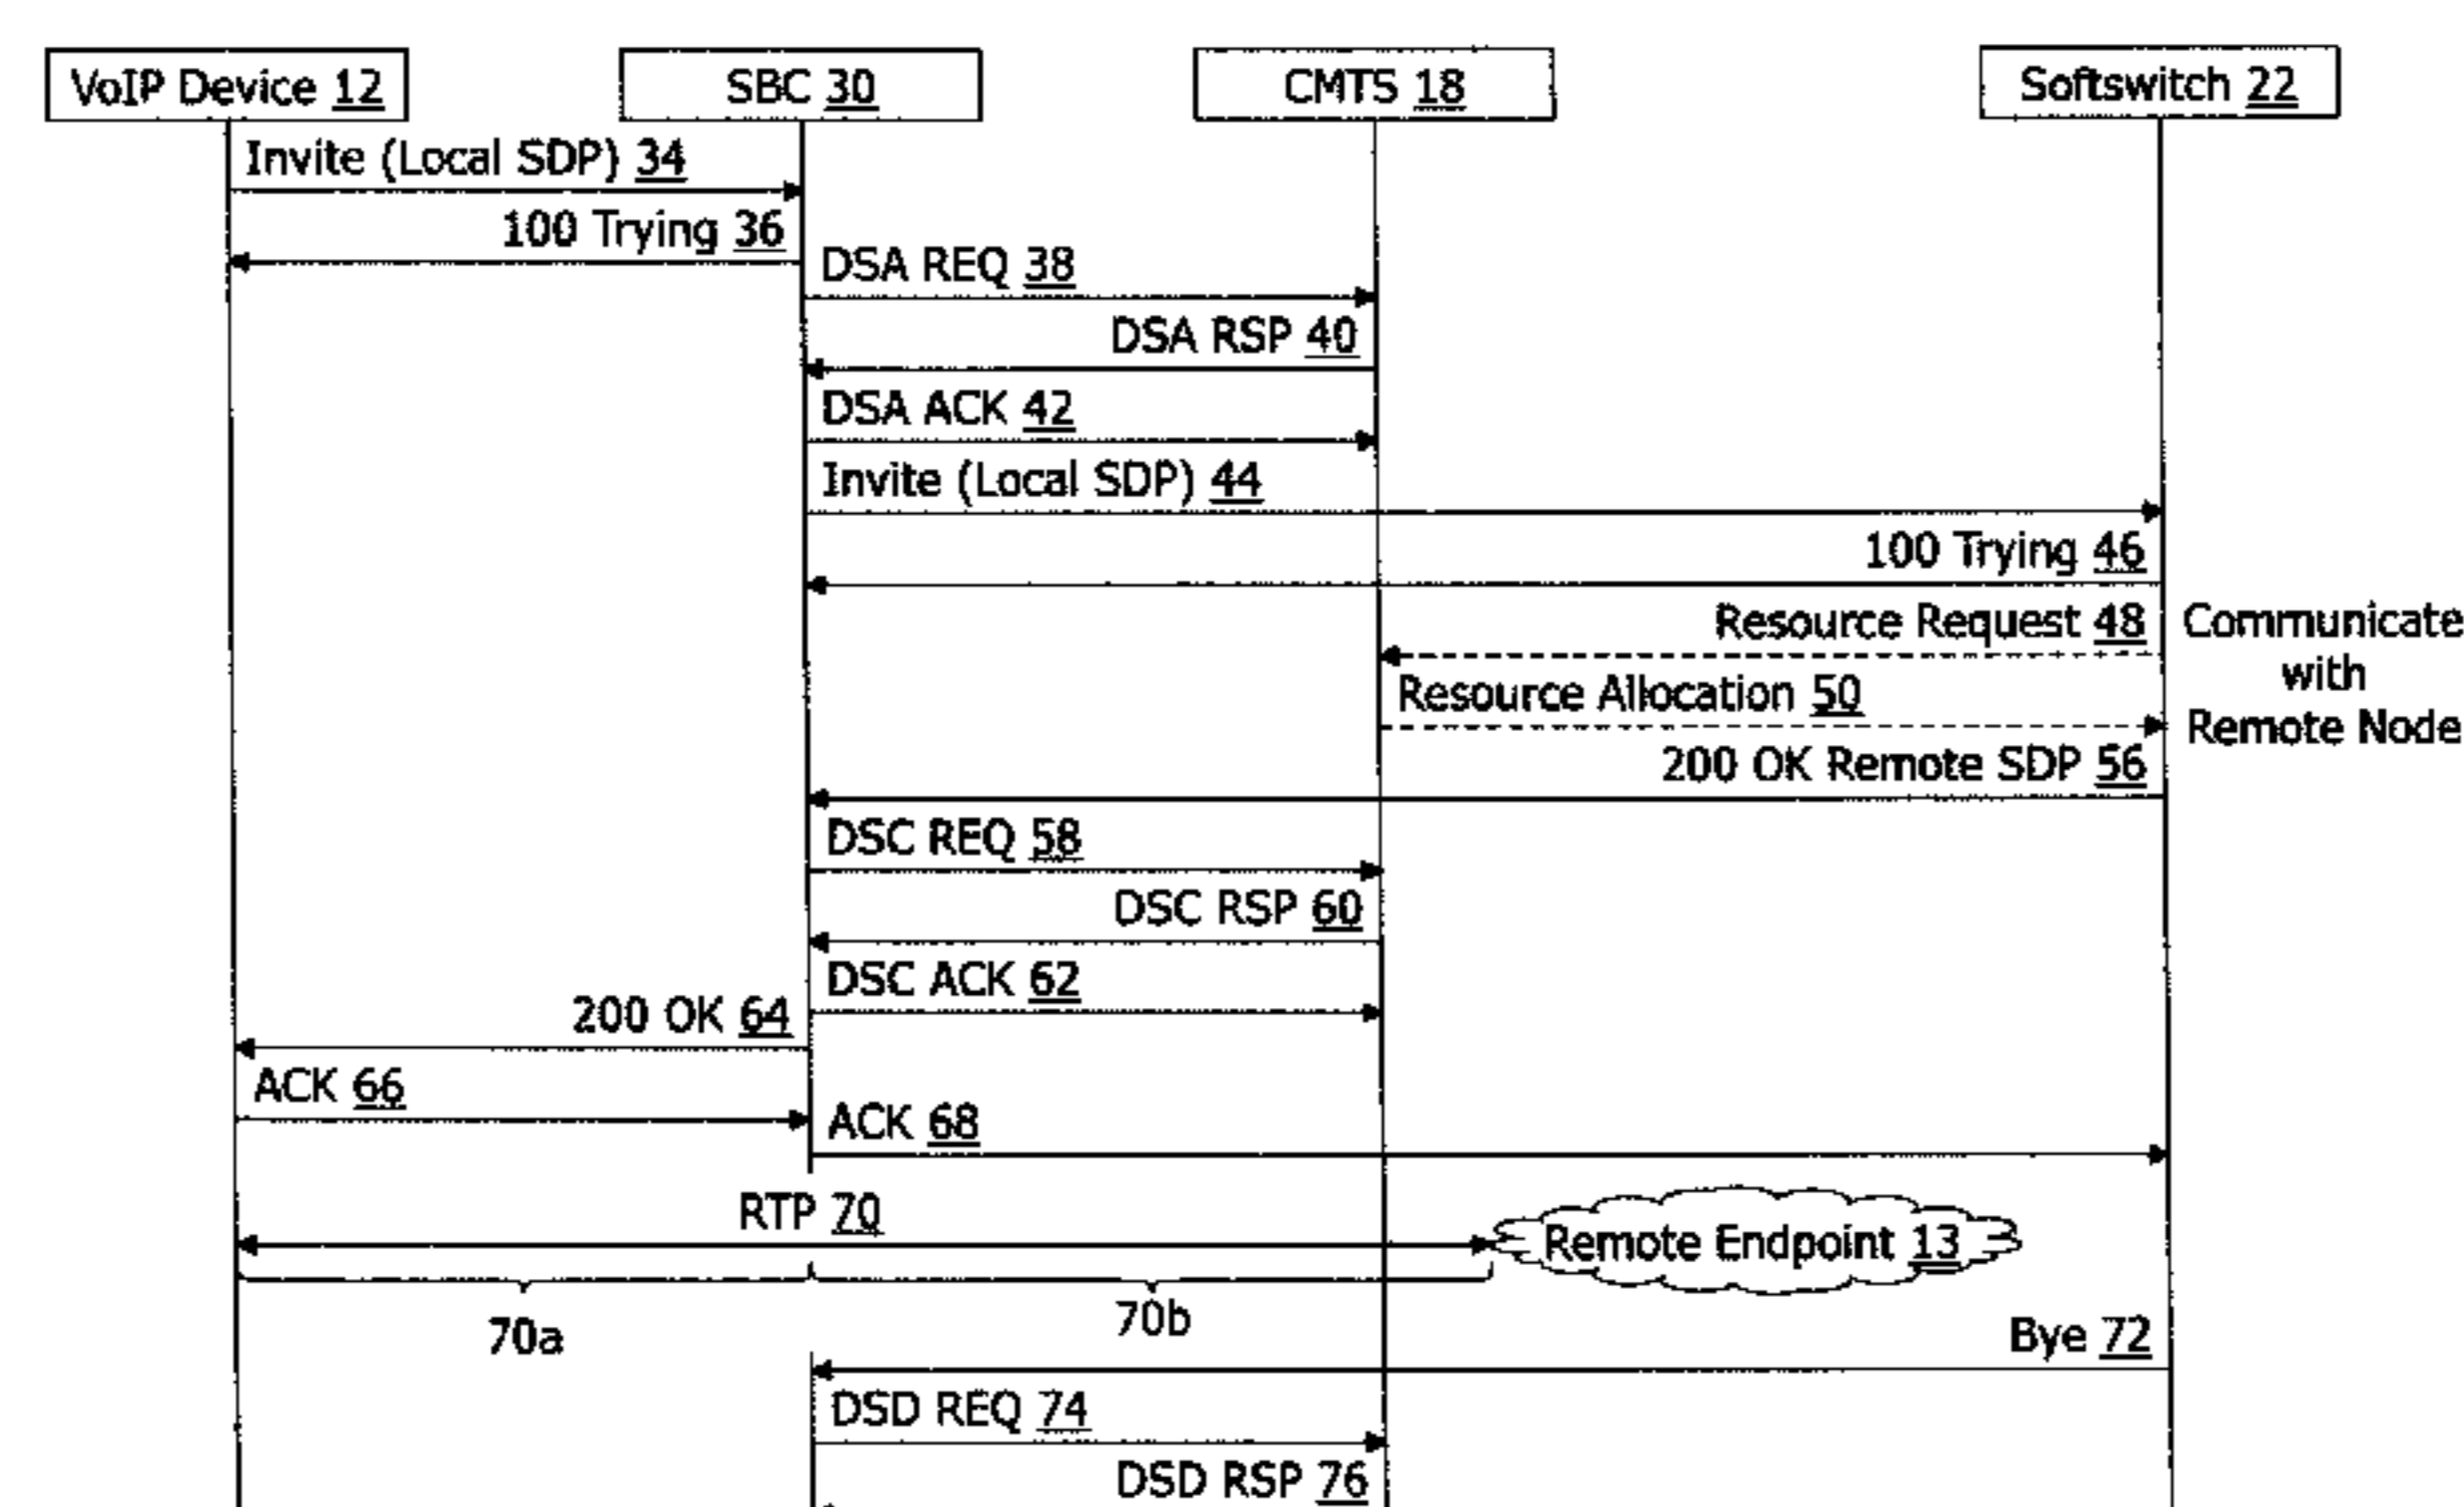 VoIP Device 12
SBC 30
CMTS 18
Softswitch 22
Invite (Local SDP) 34
100 Trying 36
DSA REQ 38
DSA RSP 40
DSA ACK 42
Invite (Local SDP) 44
100 Trying 46
Resource Request 48
Communicate
with
Remote Node
Resource Allocation 50
200 OK Remote SDP 56
DSC REQ 58
DSC RSP 60
DSC ACK 62
200 OK 64
ACK 66
ACK 68
RTP 70
Remote Endpoint 13
70a
70b
Bye 72
DSD REQ 74
DSD RSP 76